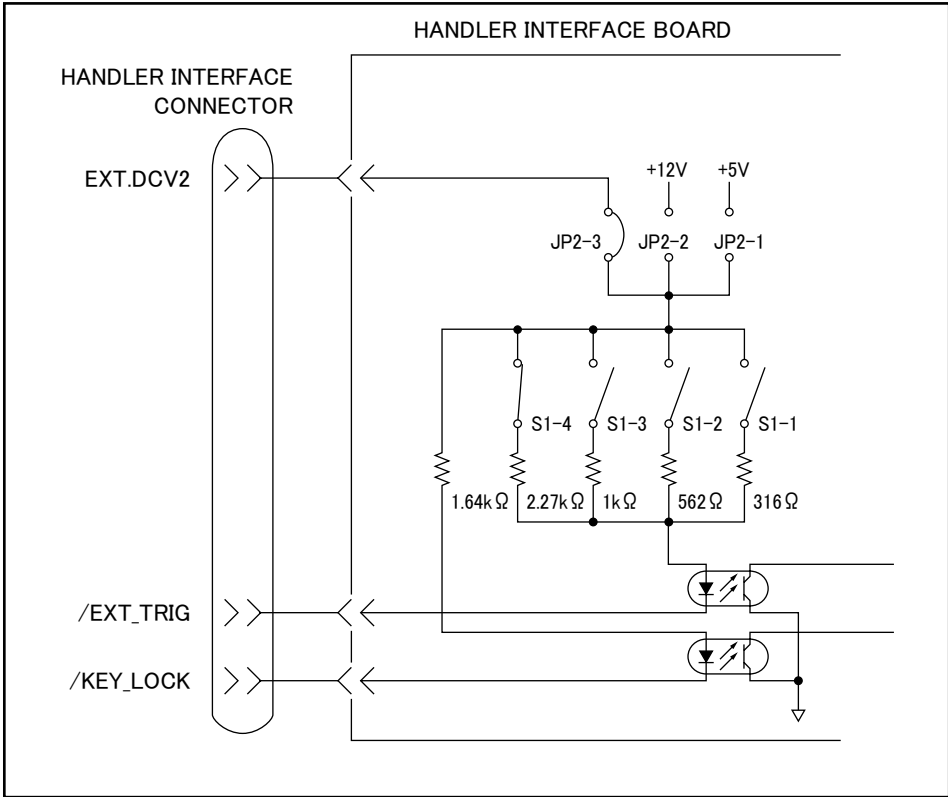 HANDLER INTERFACE BOARD
HANDLER INTERFACE
CONNECTOR
EXT.DCV2
+12V +5V
JP2-3 JP2-2 JP2-1
S1-4 S1-3 S1-2 S1-1
1.64kΩ 2.27kΩ 1kΩ 562Ω 316Ω
/EXT_TRIG
/KEY_LOCK